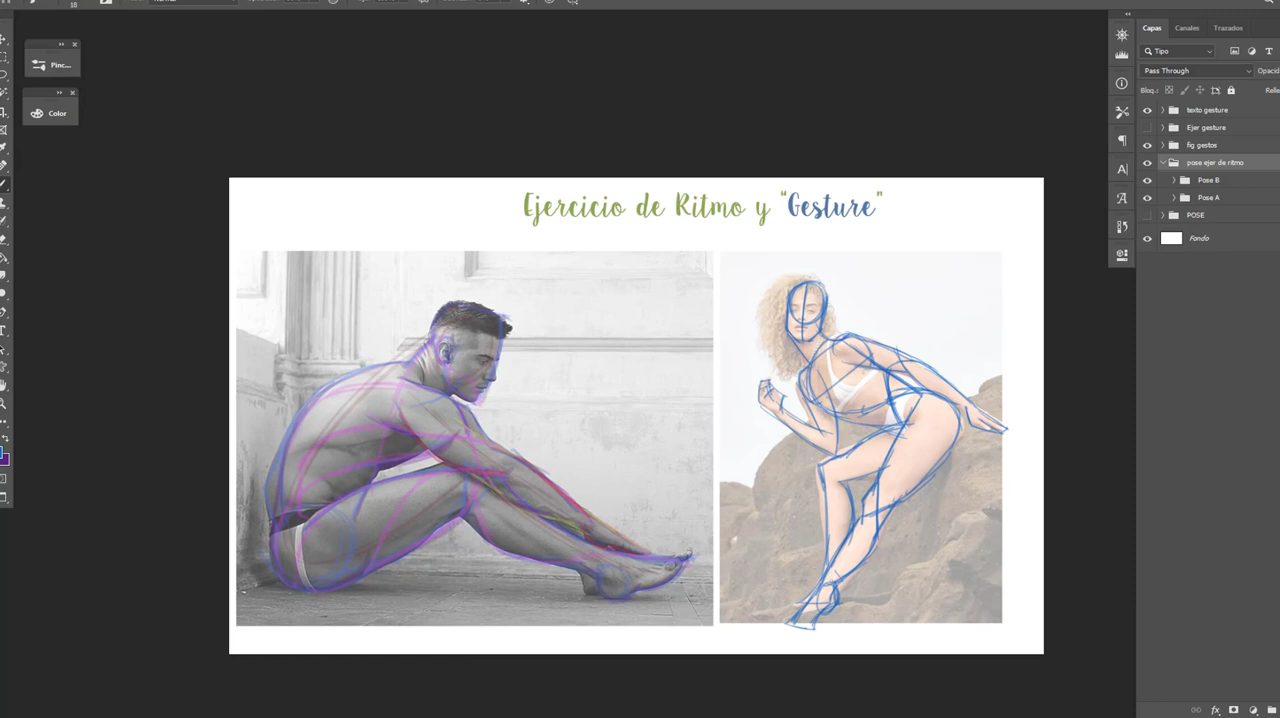 18
Pinc...
Color
Ejercicio de Ritmo y "Gesture"
Capas Canales Trazados
Tipo
Pass Through Opacid
Bloq.: Relle
texto gesture
Ejer gesture
fig gestos
pose ejer de ritmo
Pose B
Pose A
POSE
Fondo